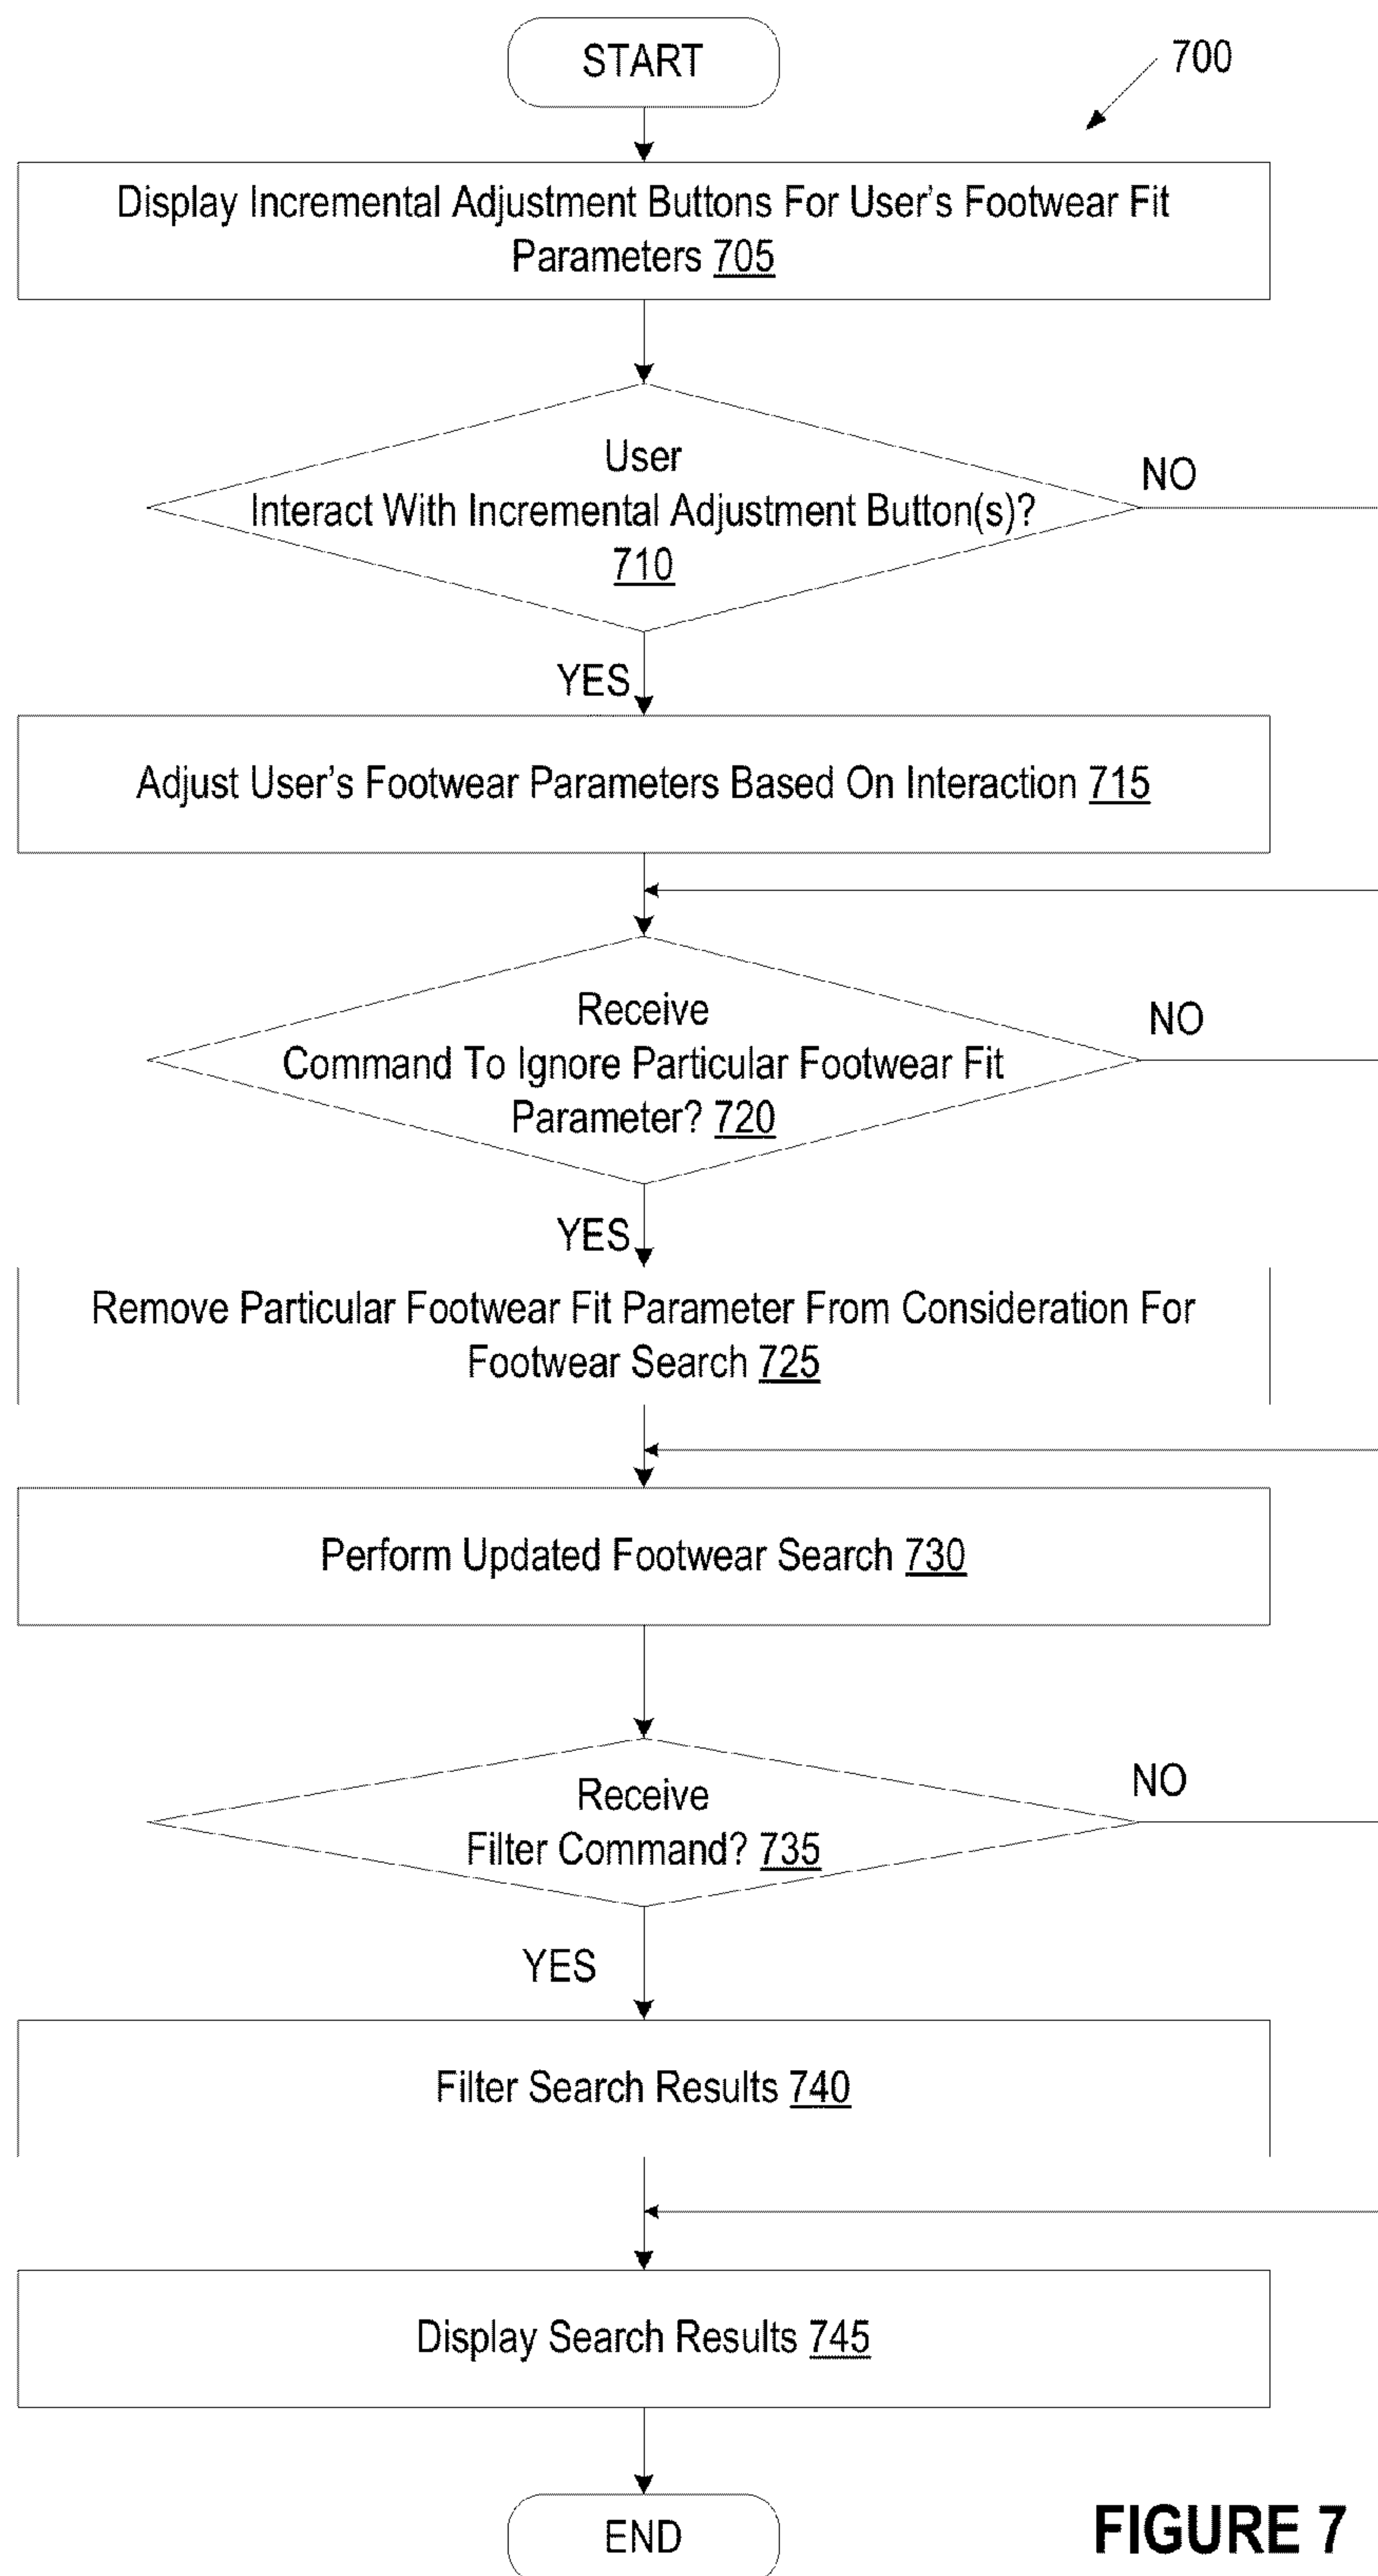 START
700
Display Incremental Adjustment Buttons For User's Footwear Fit
Parameters 705
User
Interact With Incremental Adjustment Button(s)?
710
NO
YES
Adjust User's Footwear Parameters Based On Interaction 715
Receive
Command To Ignore Particular Footwear Fit
Parameter? 720
NO
YES
Remove Particular Footwear Fit Parameter From Consideration For
Footwear Search 725
Perform Updated Footwear Search 730
Receive
Filter Command? 735
NO
YES
Filter Search Results 740
Display Search Results 745
END
FIGURE 7